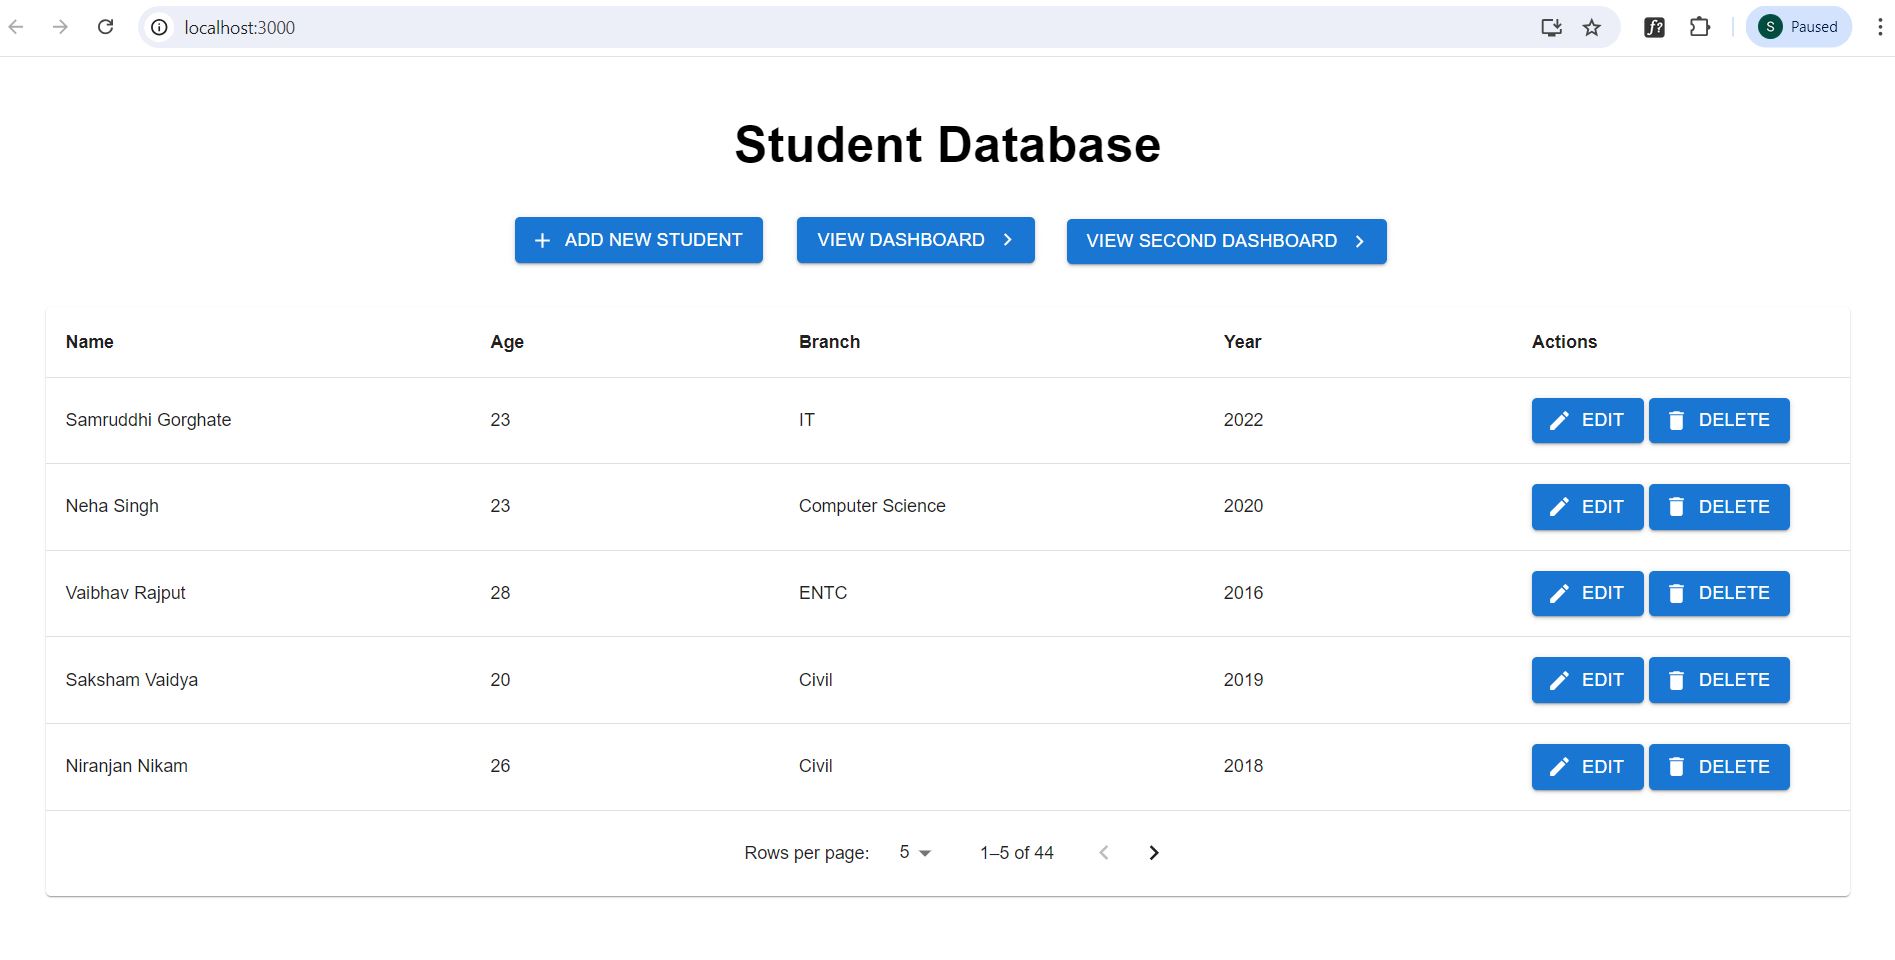 localhost:3000
f?
S Paused
Student Database
ADD NEW STUDENT VIEW DASHBOARD VIEW SECOND DASHBOARD
Name Age Branch Year Actions
Samruddhi Gorghate 23 IT 2022 EDIT DELETE
Neha Singh 23 Computer Science 2020 EDIT DELETE
Vaibhav Rajput 28 ENTC 2016 EDIT DELETE
Saksham Vaidya 20 Civil 2019 EDIT DELETE
Niranjan Nikam 26 Civil 2018 EDIT DELETE
Rows per page: 5 1–5 of 44